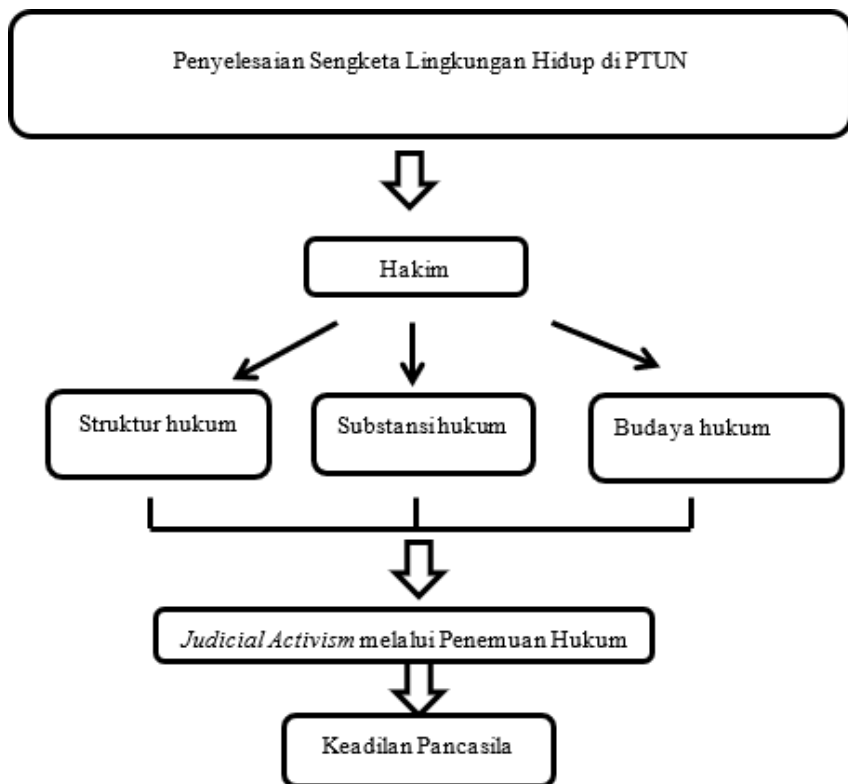 Penyelesaian Sengketa Lingkungan Hidup di PTUN
Hakim
Struktur hukum
Substansi hukum
Budaya hukum
Judicial Activism melalui Penemuan Hukum
Keadilan Pancasila